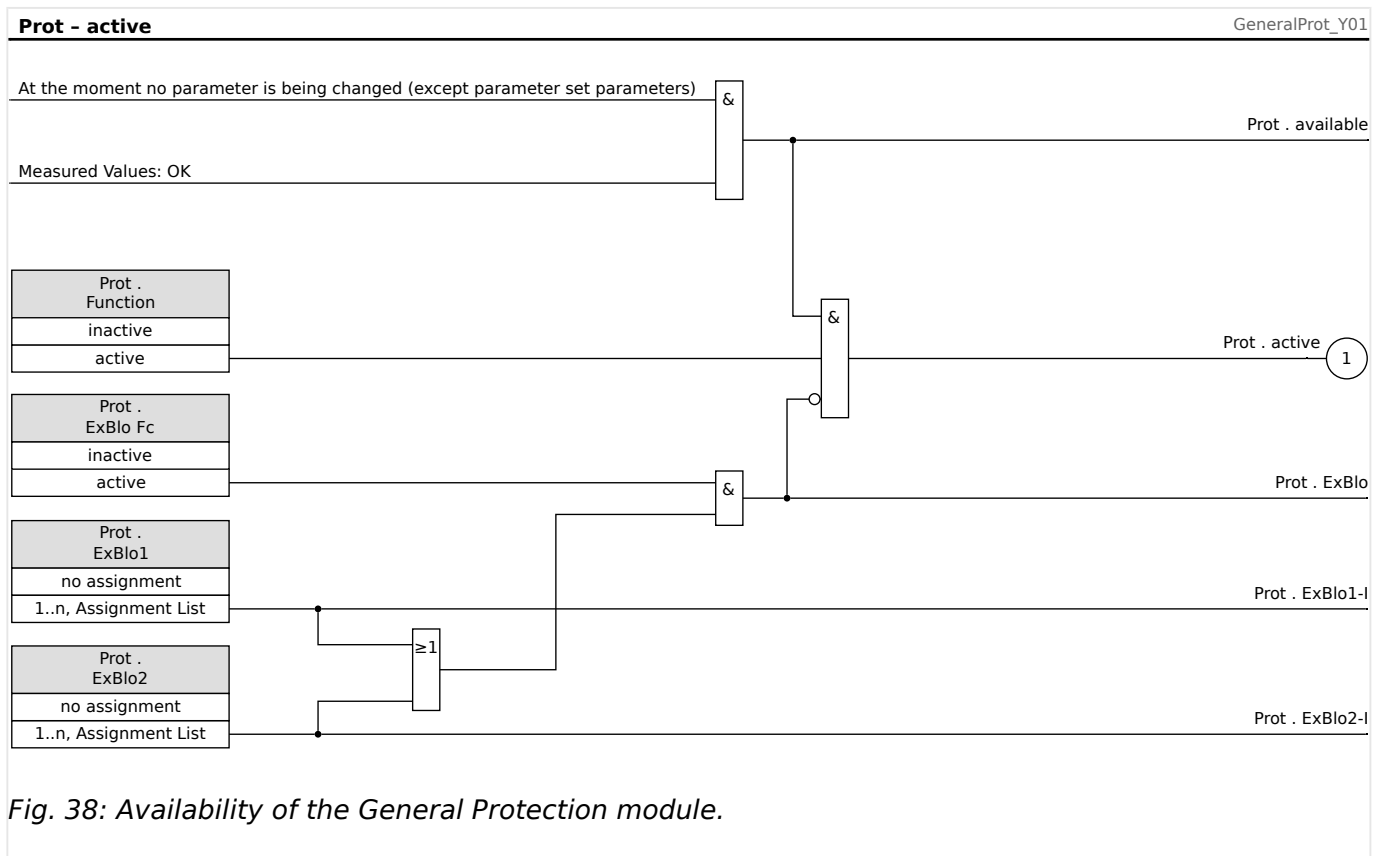 Prot – active
GeneralProt_Y01
At the moment no parameter is being changed (except parameter set parameters)
&
Prot . available
Measured Values: OK
Prot .
Function
inactive
active
&
Prot . active
1
Prot .
ExBlo Fc
inactive
active
&
Prot . ExBlo
Prot .
ExBlo1
no assignment
1..n, Assignment List
Prot . ExBlo1-I
≥1
Prot .
ExBlo2
no assignment
1..n, Assignment List
Prot . ExBlo2-I
Fig. 38: Availability of the General Protection module.